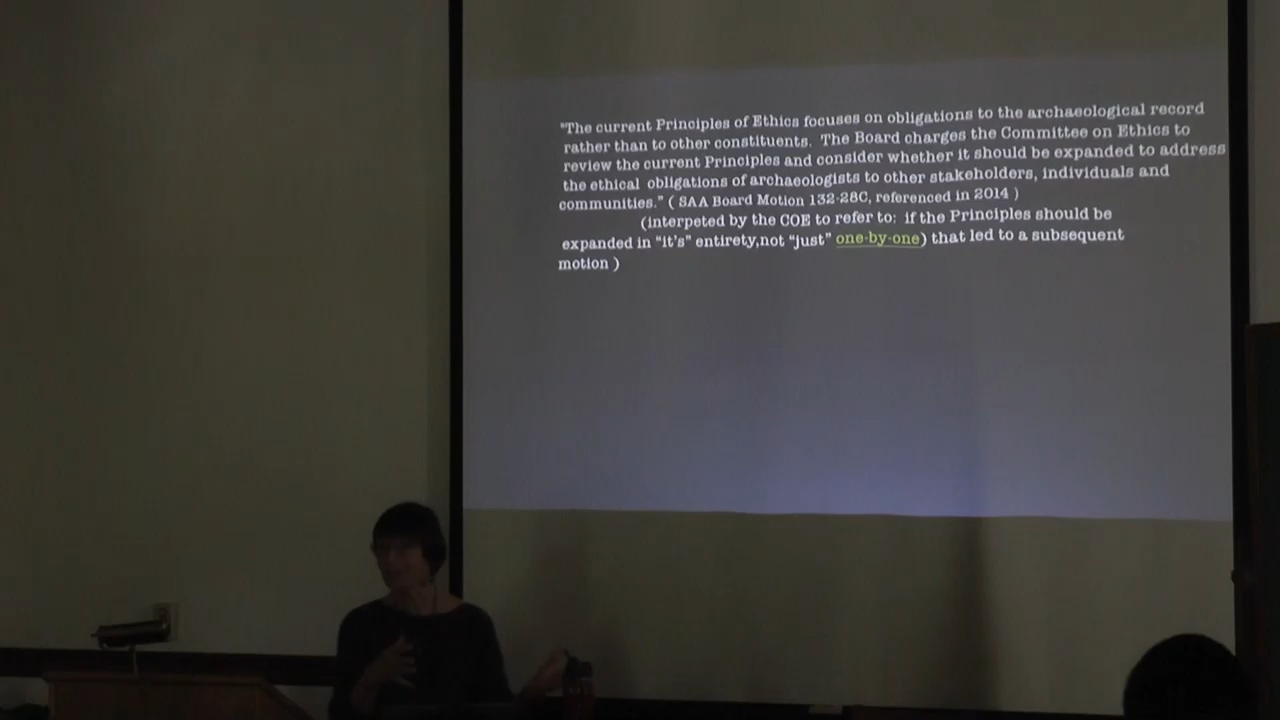 "The current Principles of Ethics focuses on obligations to the archaeological record
rather than to other constituents. The Board charges the Committee on Ethics to
review the current Principles and consider whether it should be expanded to address
the ethical obligations of archaeologists to other stakeholders, individuals and
communities." ( SAA Board Motion 132-28C, referenced in 2014 )
(interpeted by the COE to refer to: if the Principles should be
expanded in "it's" entirety,not "just" one-by-one) that led to a subsequent
motion )